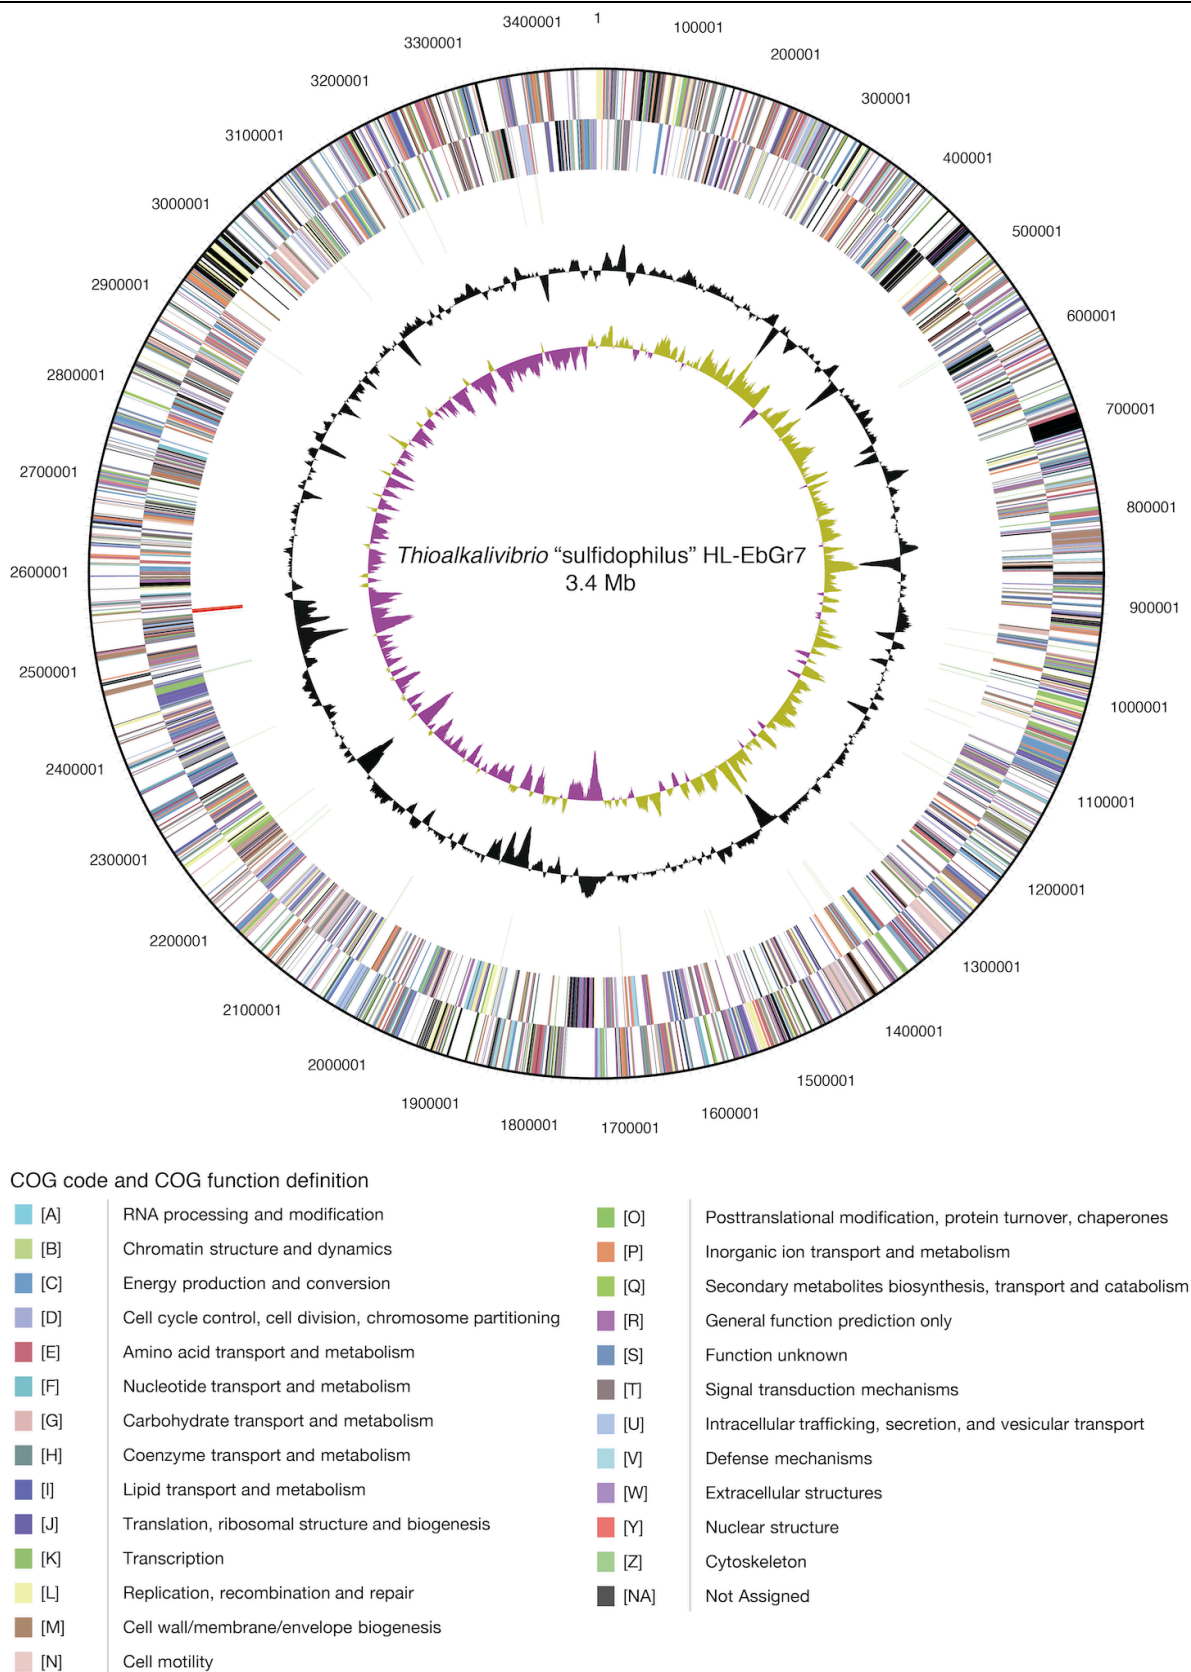 3400001
1
100001
3300001
200001
3200001
300001
3100001
400001
3000001
500001
2900001
600001
2800001
700001
2700001
800001
Thioalkalivibrio “sulfidophilus” HL-EbGr7
3.4 Mb
2600001
900001
2500001
1000001
2400001
1100001
2300001
1200001
2200001
1300001
2100001
1400001
2000001
1500001
1900001
1600001
1800001
1700001
COG code and COG function definition
[A] RNA processing and modification
[B] Chromatin structure and dynamics
[C] Energy production and conversion
[D] Cell cycle control, cell division, chromosome partitioning
[E] Amino acid transport and metabolism
[F] Nucleotide transport and metabolism
[G] Carbohydrate transport and metabolism
[H] Coenzyme transport and metabolism
[I] Lipid transport and metabolism
[J] Translation, ribosomal structure and biogenesis
[K] Transcription
[L] Replication, recombination and repair
[M] Cell wall/membrane/envelope biogenesis
[N] Cell motility
[O] Posttranslational modification, protein turnover, chaperones
[P] Inorganic ion transport and metabolism
[Q] Secondary metabolites biosynthesis, transport and catabolism
[R] General function prediction only
[S] Function unknown
[T] Signal transduction mechanisms
[U] Intracellular trafficking, secretion, and vesicular transport
[V] Defense mechanisms
[W] Extracellular structures
[Y] Nuclear structure
[Z] Cytoskeleton
[NA] Not Assigned